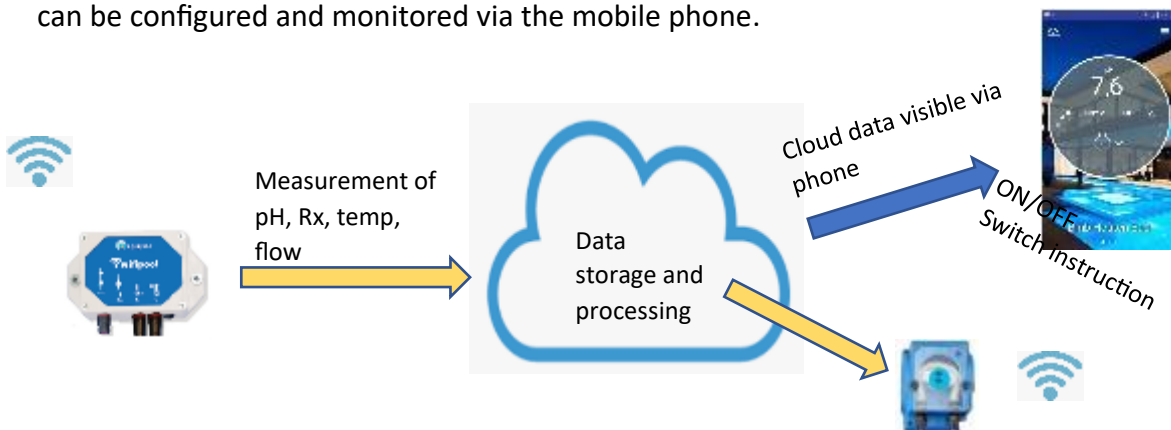 can be configured and monitored via the mobile phone.
Measurement of
pH, Rx, temp,
flow
Data
storage and
processing
Cloud data visible via
phone
ON/OFF
Switch instruction
7,6